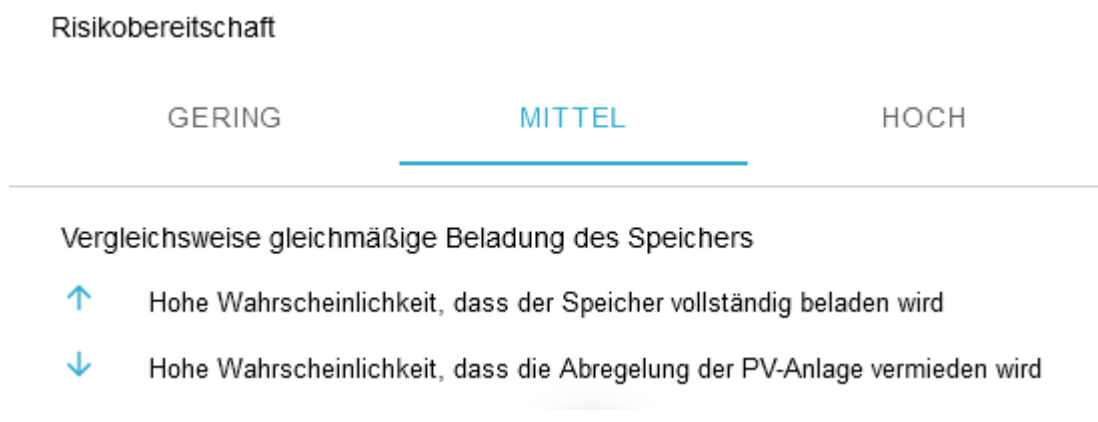 Risikobereitschaft
GERING MITTEL HOCH
Vergleichsweise gleichmäßige Beladung des Speichers
Hohe Wahrscheinlichkeit, dass der Speicher vollständig beladen wird
Hohe Wahrscheinlichkeit, dass die Abregelung der PV-Anlage vermieden wird